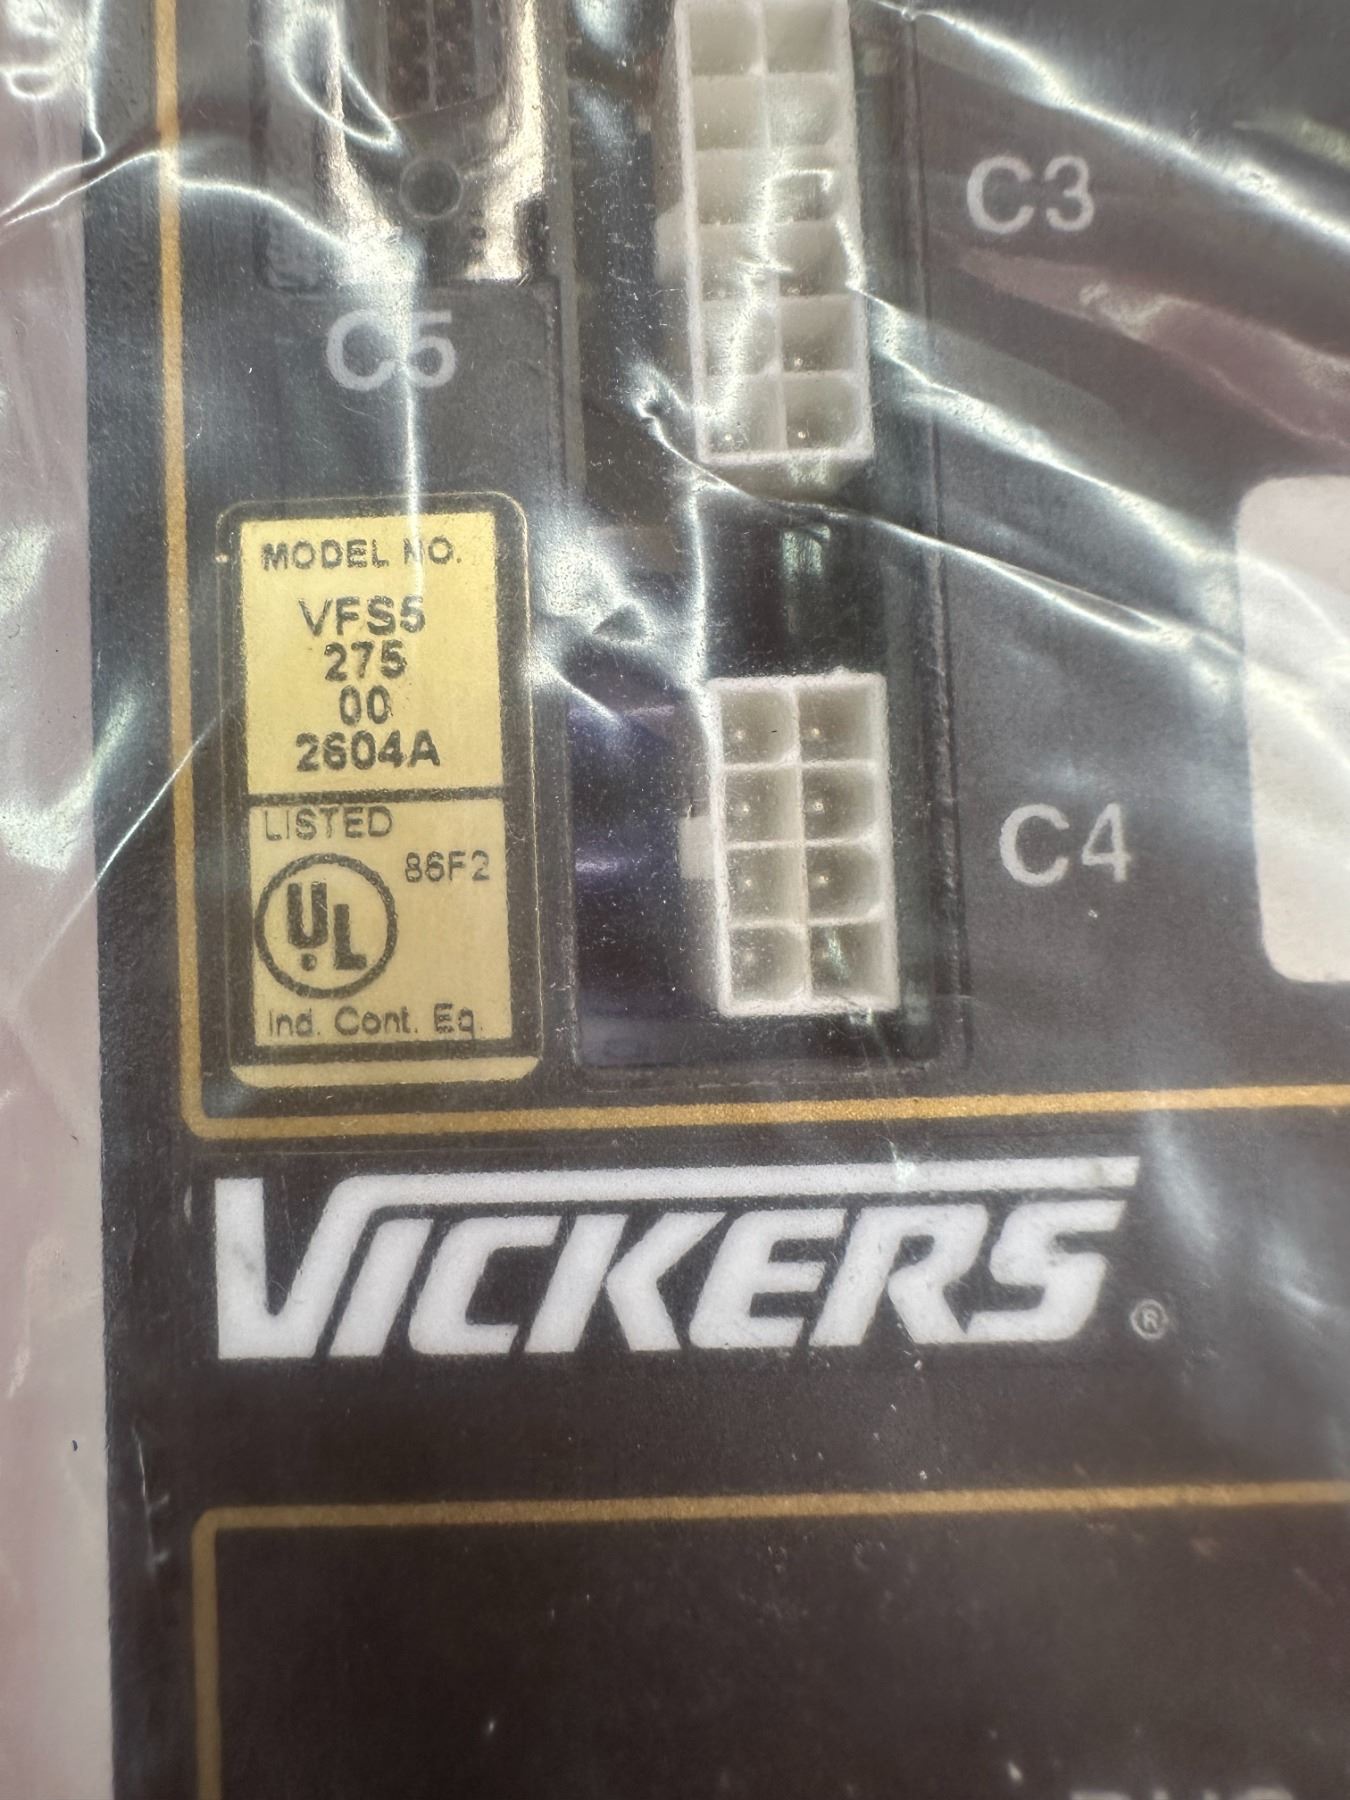 C3
C5
MODEL NO.
VFS5
275
00
2604A
LISTED
86F2
UL
Ind. Cont. Eq.
C4
VICKERS ®